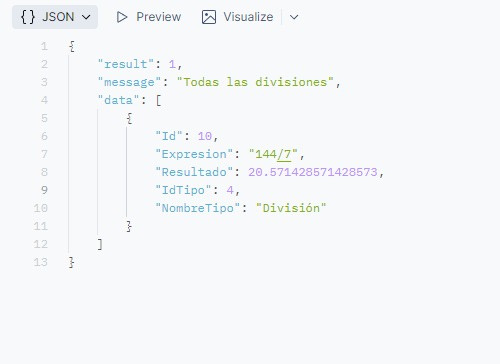 {} JSON Preview Visualize
1 {
2 "result": 1,
3 "message": "Todas las divisiones",
4 "data": [
5 {
6 "Id": 10,
7 "Expresion": "144/7",
8 "Resultado": 20.571428571428573,
9 "IdTipo": 4,
10 "NombreTipo": "División"
11 }
12 ]
13 }